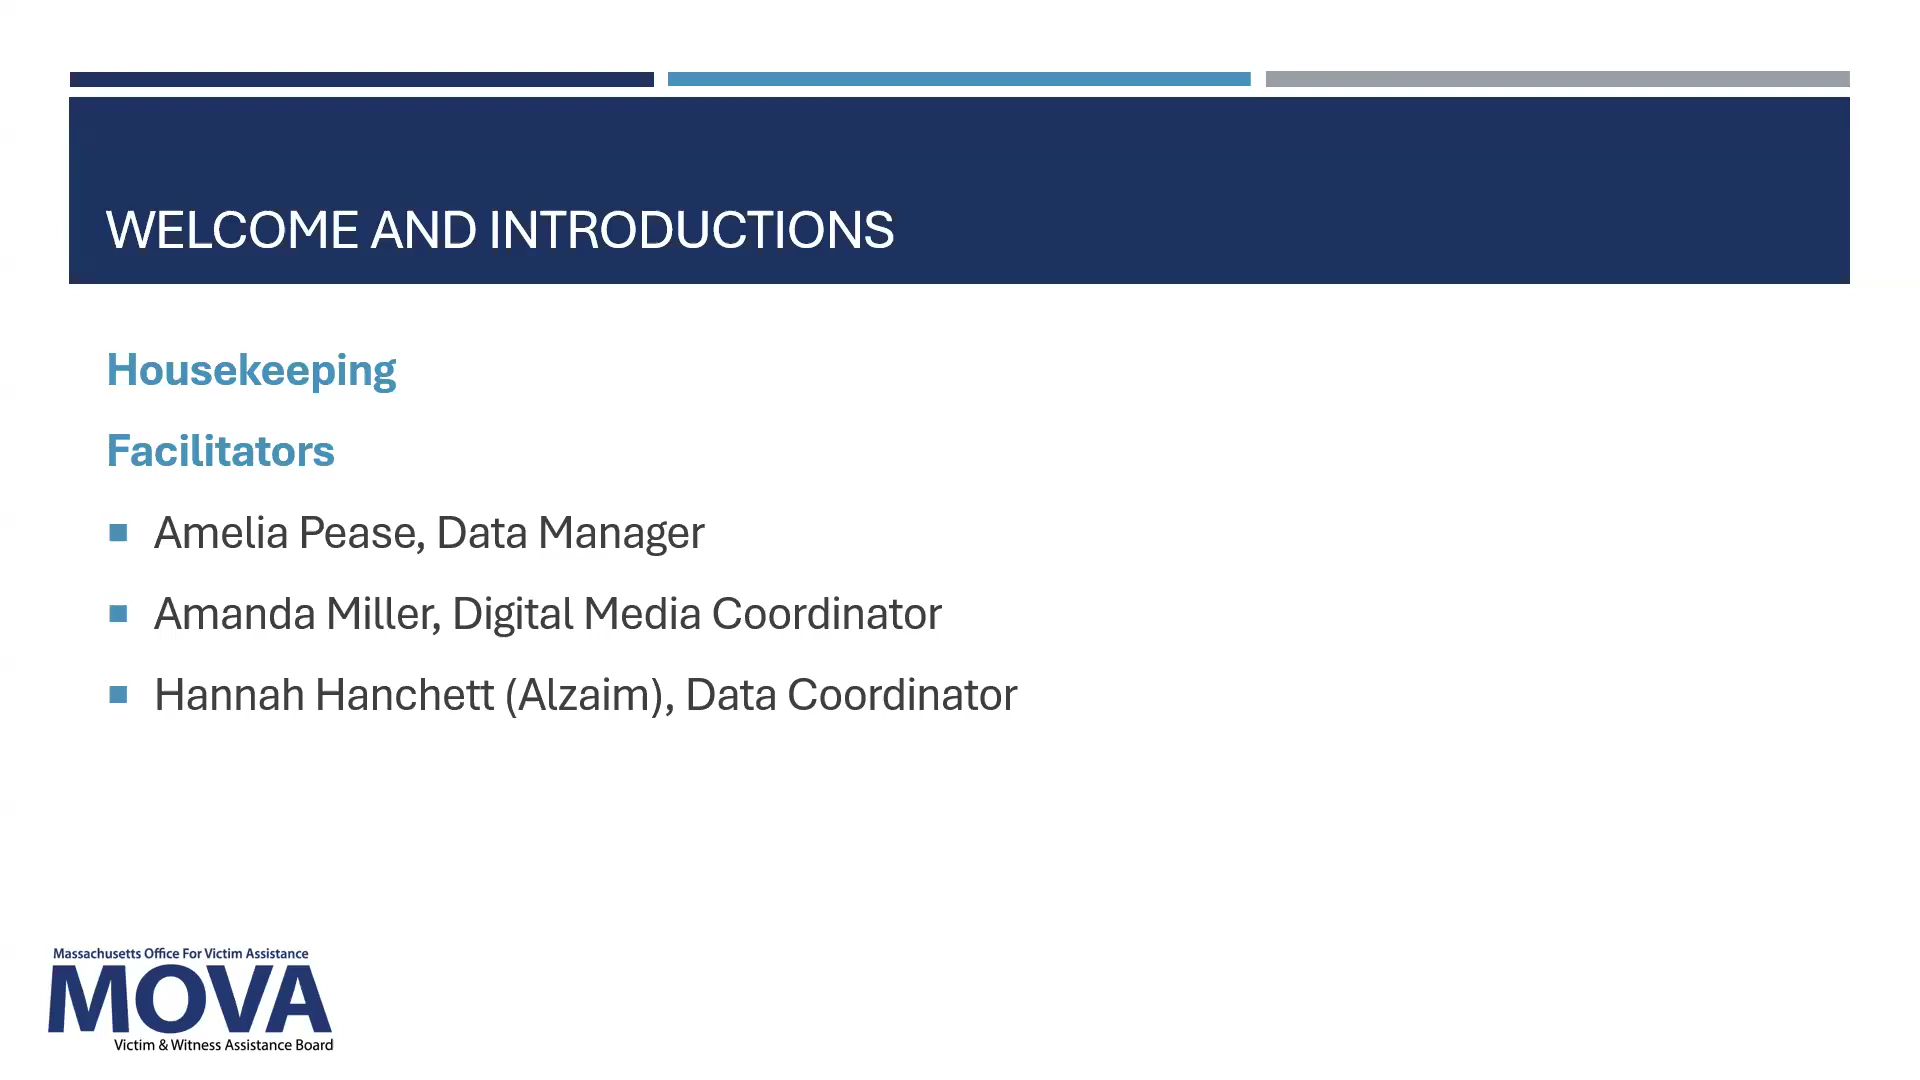 WELCOME AND INTRODUCTIONS
Housekeeping
Facilitators
Amelia Pease, Data Manager
Amanda Miller, Digital Media Coordinator
Hannah Hanchett (Alzaim), Data Coordinator
Massachusetts Office For Victim Assistance
MOVA
Victim & Witness Assistance Board